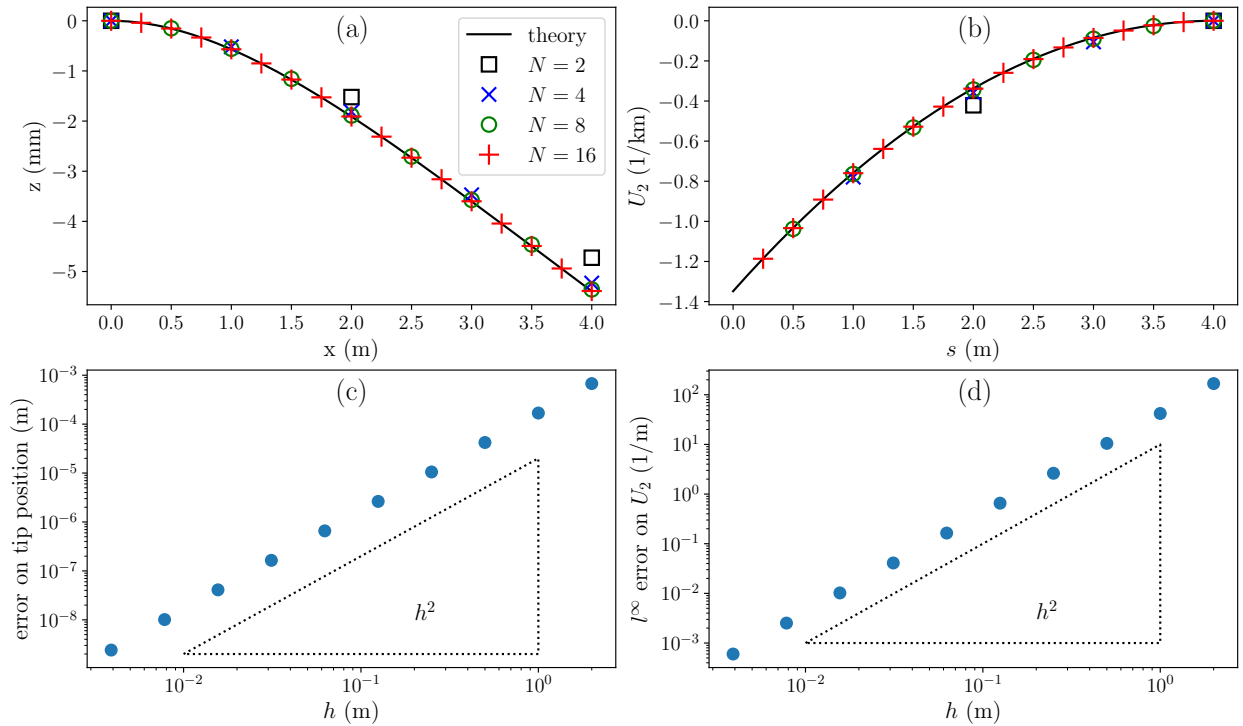 (a)
theory
N = 2
N = 4
N = 8
N = 16
z (mm)
0
−1
−2
−3
−4
−5
0.0 0.5 1.0 1.5 2.0 2.5 3.0 3.5 4.0
x (m)
(b)
U₂ (1/km)
0.0
−0.2
−0.4
−0.6
−0.8
−1.0
−1.2
−1.4
0.0 0.5 1.0 1.5 2.0 2.5 3.0 3.5 4.0
s (m)
(c)
error on tip position (m)
10⁻³
10⁻⁴
10⁻⁵
10⁻⁶
10⁻⁷
10⁻⁸
h²
10⁻² 10⁻¹ 10⁰
h (m)
(d)
l^∞ error on U₂ (1/m)
10²
10¹
10⁰
10⁻¹
10⁻²
10⁻³
h²
10⁻² 10⁻¹ 10⁰
h (m)